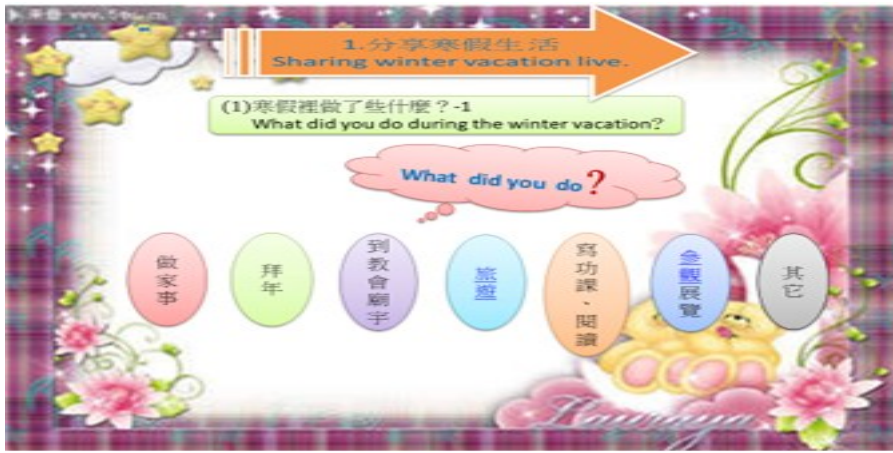 1.分享寒假生活
Sharing winter vacation live.
(1)寒假裡做了些什麼？-1
What did you do during the winter vacation?
What did you do?
做家事
拜年
到教會廟宇
旅遊
寫功課、閱讀
參觀展覽
其它